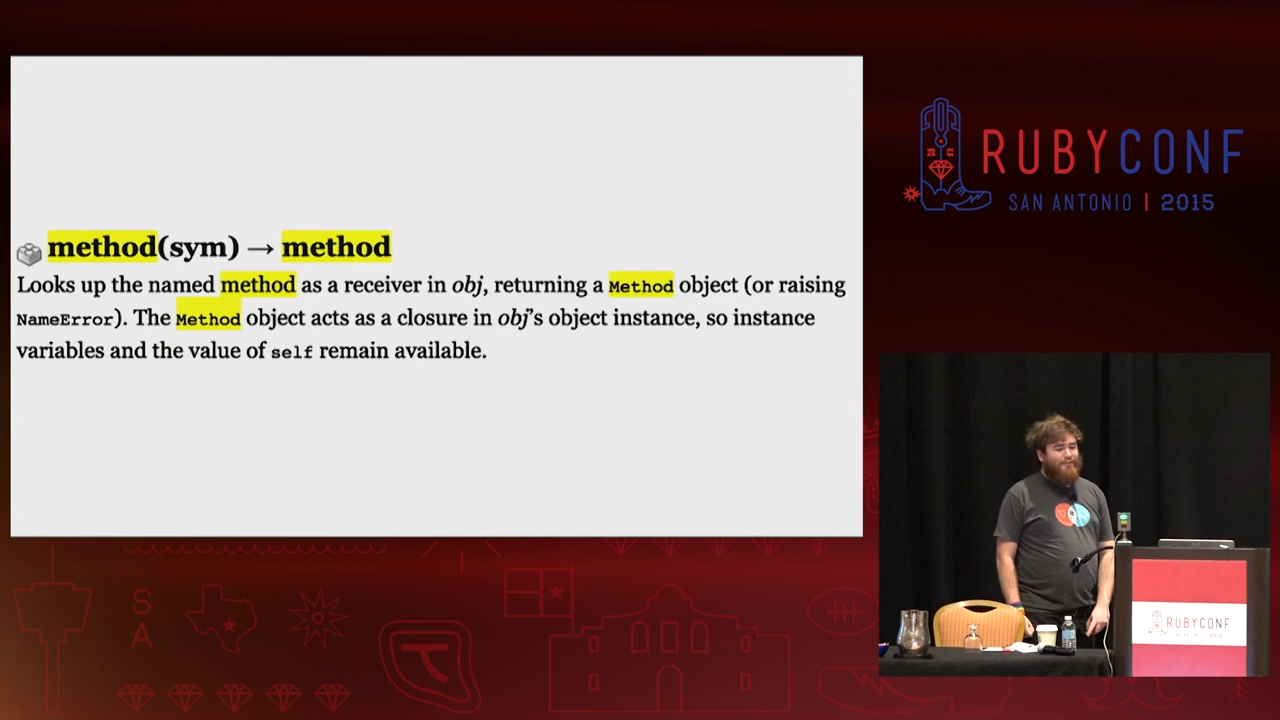 method(sym) → method
Looks up the named method as a receiver in obj, returning a Method object (or raising
NameError). The Method object acts as a closure in obj's object instance, so instance
variables and the value of self remain available.
RUBYCONF
SAN ANTONIO | 2015
S
A
RUBYCONF